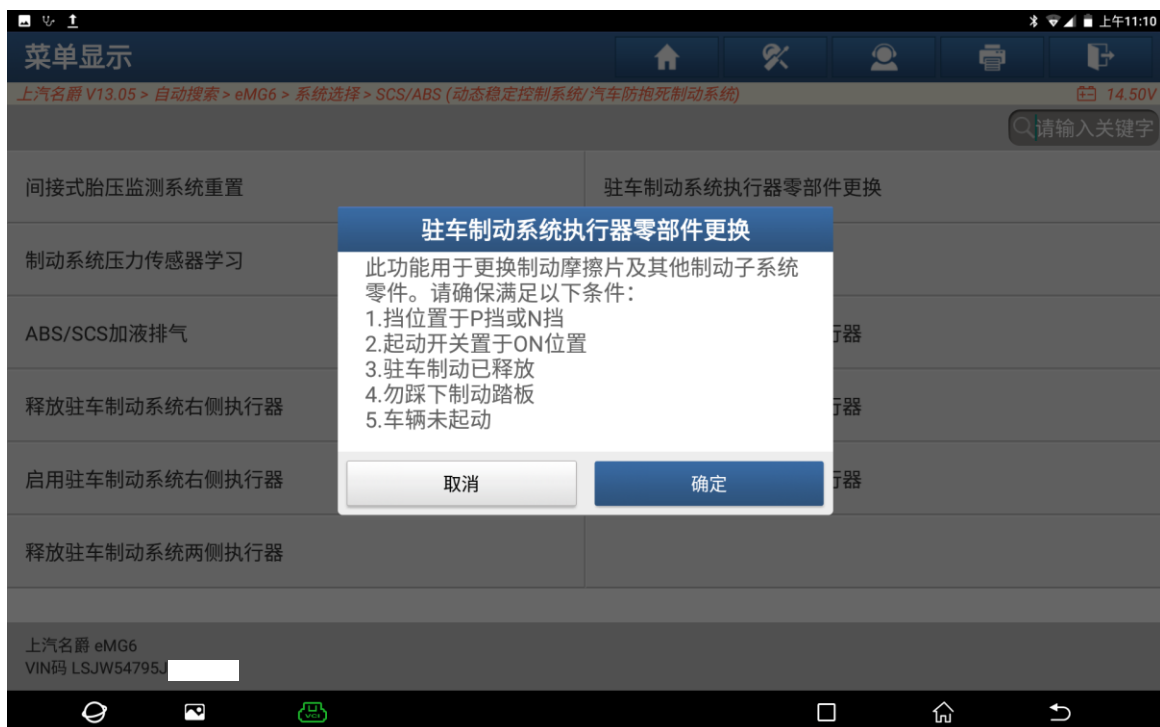 上午11:10
菜单显示
上汽名爵 V13.05 > 自动搜索 > eMG6 > 系统选择 > SCS/ABS (动态稳定控制系统/汽车防抱死制动系统)
14.50V
请输入关键字
间接式胎压监测系统重置
驻车制动系统执行器零部件更换
驻车制动系统执行器零部件更换
此功能用于更换制动摩擦片及其他制动子系统
零件。请确保满足以下条件：
1.挡位置于P挡或N挡
2.起动开关置于ON位置
3.驻车制动已释放
4.勿踩下制动踏板
5.车辆未起动
取消
确定
制动系统压力传感器学习
ABS/SCS加液排气
行器
释放驻车制动系统右侧执行器
行器
启用驻车制动系统右侧执行器
行器
释放驻车制动系统两侧执行器
上汽名爵 eMG6
VIN码 LSJW54795J
VCI